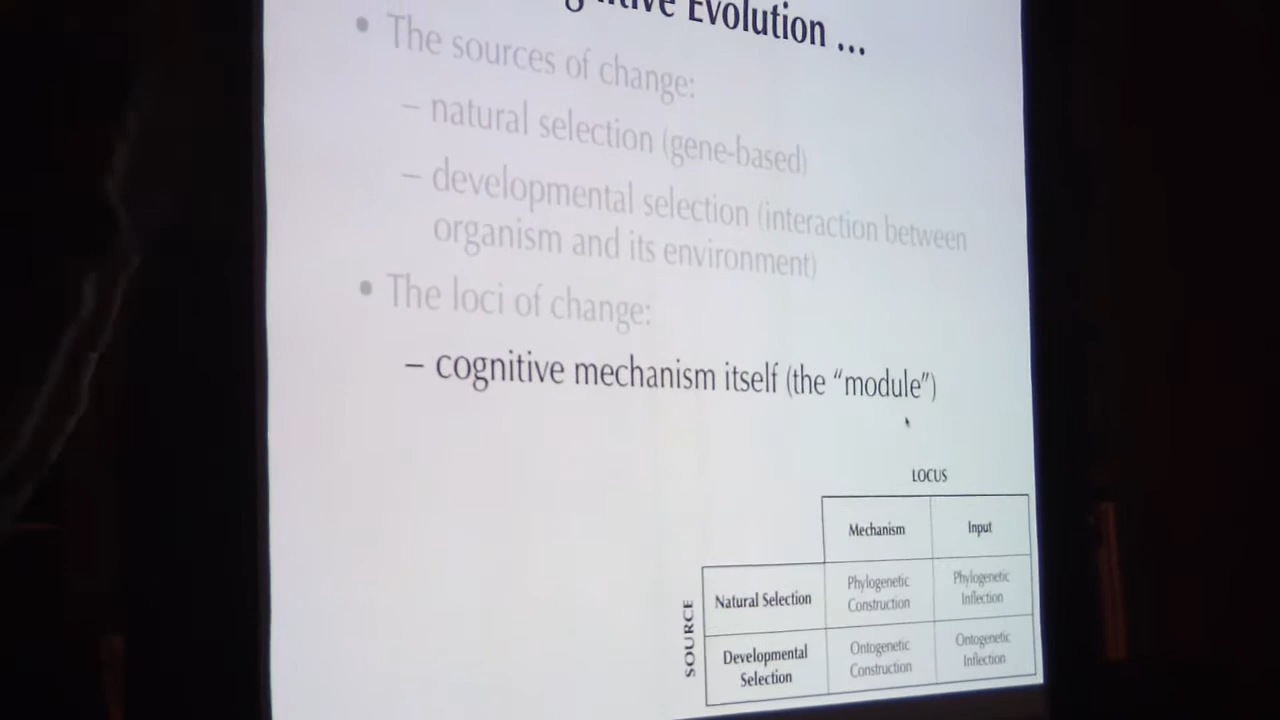 Evolution ...
• The sources of change:
– natural selection (gene-based)
– developmental selection (interaction between
organism and its environment)
• The loci of change:
– cognitive mechanism itself (the “module”)
LOCUS
Mechanism Input
SOURCE
Natural Selection
Phylogenetic
Construction
Phylogenetic
Inflection
Developmental
Selection
Ontogenetic
Construction
Ontogenetic
Inflection